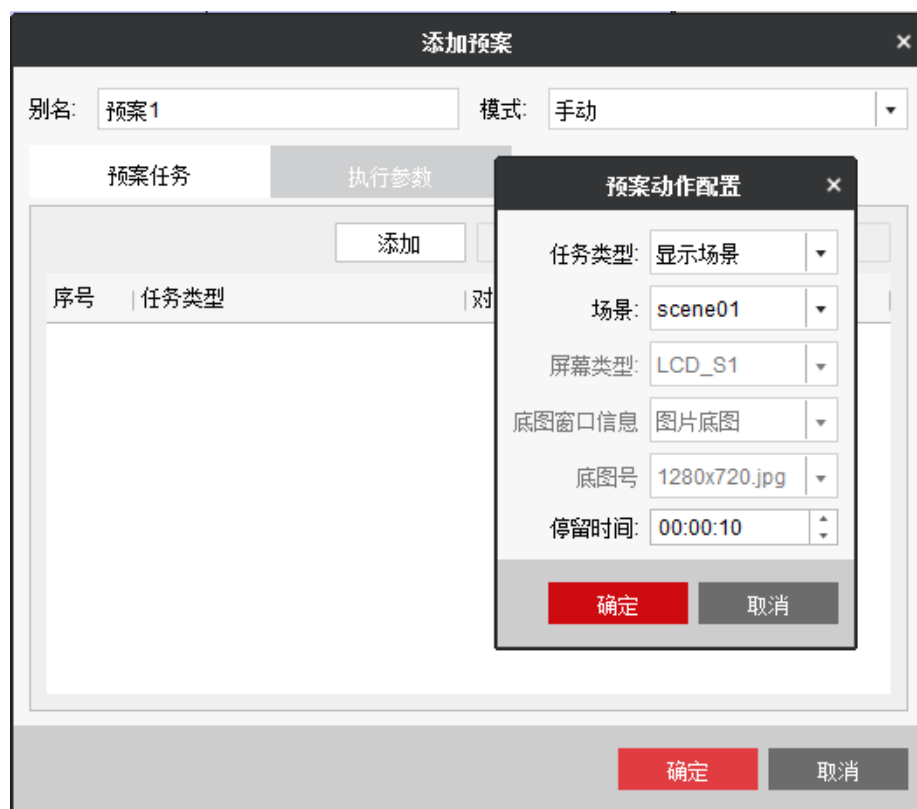 添加预案
别名: 预案1
模式: 手动
预案任务
执行参数
添加
序号
任务类型
对
预案动作配置
任务类型: 显示场景
场景: scene01
屏幕类型: LCD_S1
底图窗口信息 图片底图
底图号 1280x720.jpg
停留时间: 00:00:10
确定
取消
确定
取消